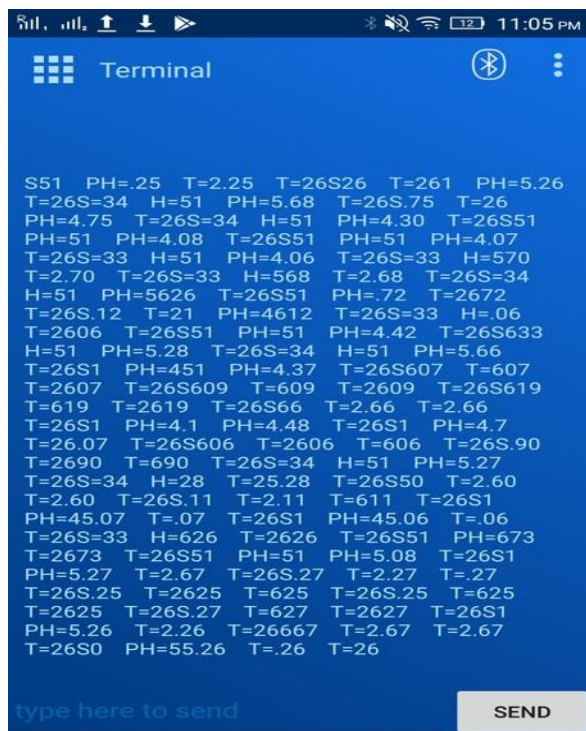 12 11:05 PM
Terminal
S51 PH=.25 T=2.25 T=26S26 T=261 PH=5.26
T=26S=34 H=51 PH=5.68 T=26S.75 T=26
PH=4.75 T=26S=34 H=51 PH=4.30 T=26S51
PH=51 PH=4.08 T=26S51 PH=51 PH=4.07
T=26S=33 H=51 PH=4.06 T=26S=33 H=570
T=2.70 T=26S=33 H=568 T=2.68 T=26S=34
H=51 PH=5626 T=26S51 PH=.72 T=2672
T=26S.12 T=21 PH=4612 T=26S=33 H=.06
T=2606 T=26S51 PH=51 PH=4.42 T=26S633
H=51 PH=5.28 T=26S=34 H=51 PH=5.66
T=26S1 PH=451 PH=4.37 T=26S607 T=607
T=2607 T=26S609 T=609 T=2609 T=26S619
T=619 T=2619 T=26S66 T=2.66 T=2.66
T=26S1 PH=4.1 PH=4.48 T=26S1 PH=4.7
T=26.07 T=26S606 T=2606 T=606 T=26S.90
T=2690 T=690 T=26S=34 H=51 PH=5.27
T=26S=34 H=28 T=25.28 T=26S50 T=2.60
T=2.60 T=26S.11 T=2.11 T=611 T=26S1
PH=45.07 T=.07 T=26S1 PH=45.06 T=.06
T=26S=33 H=626 T=2626 T=26S51 PH=673
T=2673 T=26S51 PH=51 PH=5.08 T=26S1
PH=5.27 T=2.67 T=26S.27 T=2.27 T=.27
T=26S.25 T=2625 T=625 T=26S.25 T=625
T=2625 T=26S.27 T=627 T=2627 T=26S1
PH=5.26 T=2.26 T=26667 T=2.67 T=2.67
T=26S0 PH=55.26 T=.26 T=26
type here to send
SEND